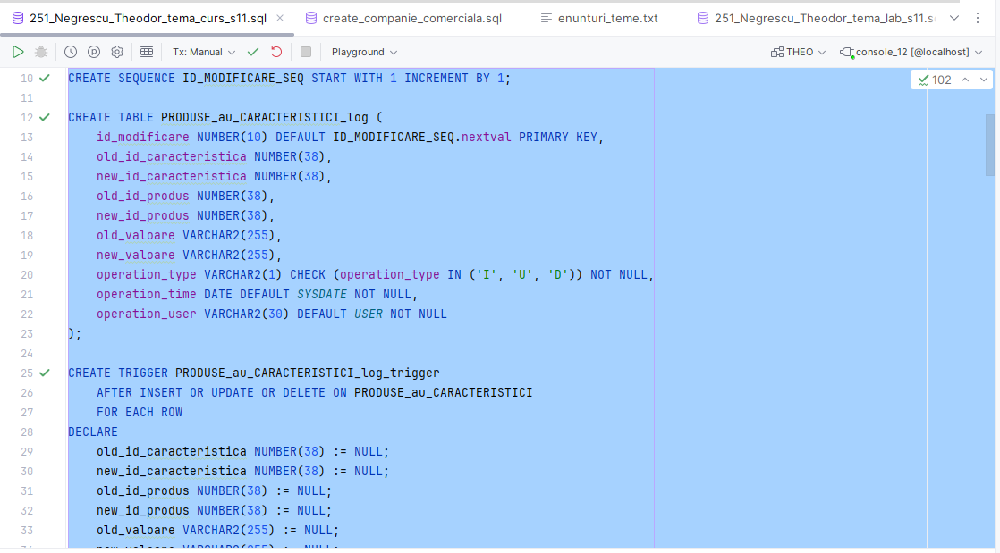 251_Negrescu_Theodor_tema_curs_s11.sql
create_companie_comerciala.sql
enunturi_teme.txt
251_Negrescu_Theodor_tema_lab_s11.s
Tx: Manual
Playground
THEO
console_12 [@localhost]
102
10 CREATE SEQUENCE ID_MODIFICARE_SEQ START WITH 1 INCREMENT BY 1;
11
12 CREATE TABLE PRODUSE_au_CARACTERISTICI_log (
13 id_modificare NUMBER(10) DEFAULT ID_MODIFICARE_SEQ.nextval PRIMARY KEY,
14 old_id_caracteristica NUMBER(38),
15 new_id_caracteristica NUMBER(38),
16 old_id_produs NUMBER(38),
17 new_id_produs NUMBER(38),
18 old_valoare VARCHAR2(255),
19 new_valoare VARCHAR2(255),
20 operation_type VARCHAR2(1) CHECK (operation_type IN ('I', 'U', 'D')) NOT NULL,
21 operation_time DATE DEFAULT SYSDATE NOT NULL,
22 operation_user VARCHAR2(30) DEFAULT USER NOT NULL
23 );
24
25 CREATE TRIGGER PRODUSE_au_CARACTERISTICI_log_trigger
26 AFTER INSERT OR UPDATE OR DELETE ON PRODUSE_au_CARACTERISTICI
27 FOR EACH ROW
28 DECLARE
29 old_id_caracteristica NUMBER(38) := NULL;
30 new_id_caracteristica NUMBER(38) := NULL;
31 old_id_produs NUMBER(38) := NULL;
32 new_id_produs NUMBER(38) := NULL;
33 old_valoare VARCHAR2(255) := NULL;